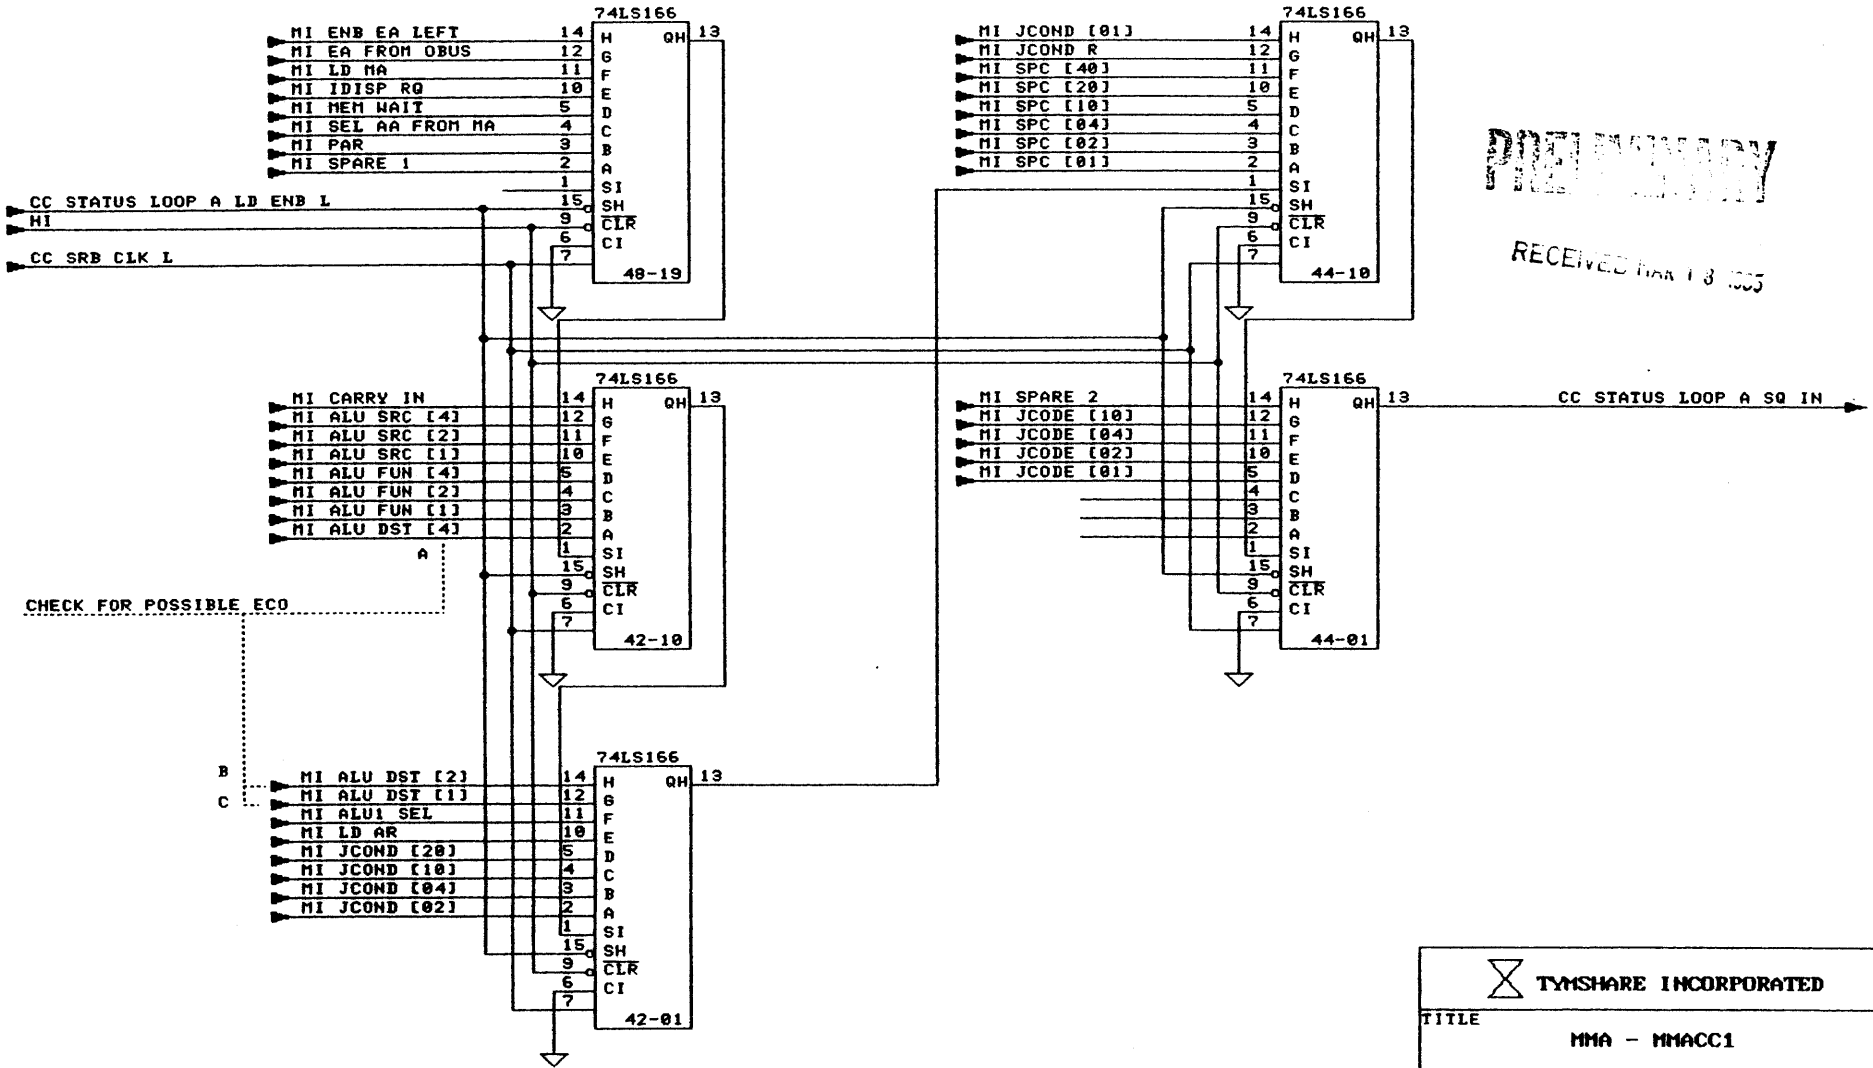 74LS166
MI ENB EA LEFT 14 H QH 13
MI EA FROM OBUS 12 G
MI LD MA 11 F
MI IDISP RQ 10 E
MI MEM WAIT 5 D
MI SEL AA FROM MA 4 C
MI PAR 3 B
MI SPARE 1 2 A
1 SI
CC STATUS LOOP A LD ENB L 15 SH
HI 9 CLR
6 CI
CC SRB CLK L 7
48-19
74LS166
MI JCOND [01] 14 H QH 13
MI JCOND R 12 G
MI SPC [40] 11 F
MI SPC [20] 10 E
MI SPC [10] 5 D
MI SPC [04] 4 C
MI SPC [02] 3 B
MI SPC [01] 2 A
1 SI
15 SH
9 CLR
6 CI
7
44-10
PRELIMINARY
RECEIVED MAR 18
74LS166
MI CARRY IN 14 H QH 13
MI ALU SRC [4] 12 G
MI ALU SRC [2] 11 F
MI ALU SRC [1] 10 E
MI ALU FUN [4] 5 D
MI ALU FUN [2] 4 C
MI ALU FUN [1] 3 B
MI ALU DST [4] 2 A
A
1 SI
15 SH
9 CLR
6 CI
7
42-10
CHECK FOR POSSIBLE ECO
74LS166
MI SPARE 2 14 H QH 13 CC STATUS LOOP A SQ IN
MI JCODE [10] 12 G
MI JCODE [04] 11 F
MI JCODE [02] 10 E
MI JCODE [01] 5 D
4 C
3 B
2 A
1 SI
15 SH
9 CLR
6 CI
7
44-01
74LS166
B MI ALU DST [2] 14 H QH 13
C MI ALU DST [1] 12 G
MI ALU1 SEL 11 F
MI LD AR 10 E
MI JCOND [20] 5 D
MI JCOND [10] 4 C
MI JCOND [04] 3 B
MI JCOND [02] 2 A
1 SI
15 SH
9 CLR
6 CI
7
42-01
TYMSHARE INCORPORATED
TITLE
MMA - MMACC1